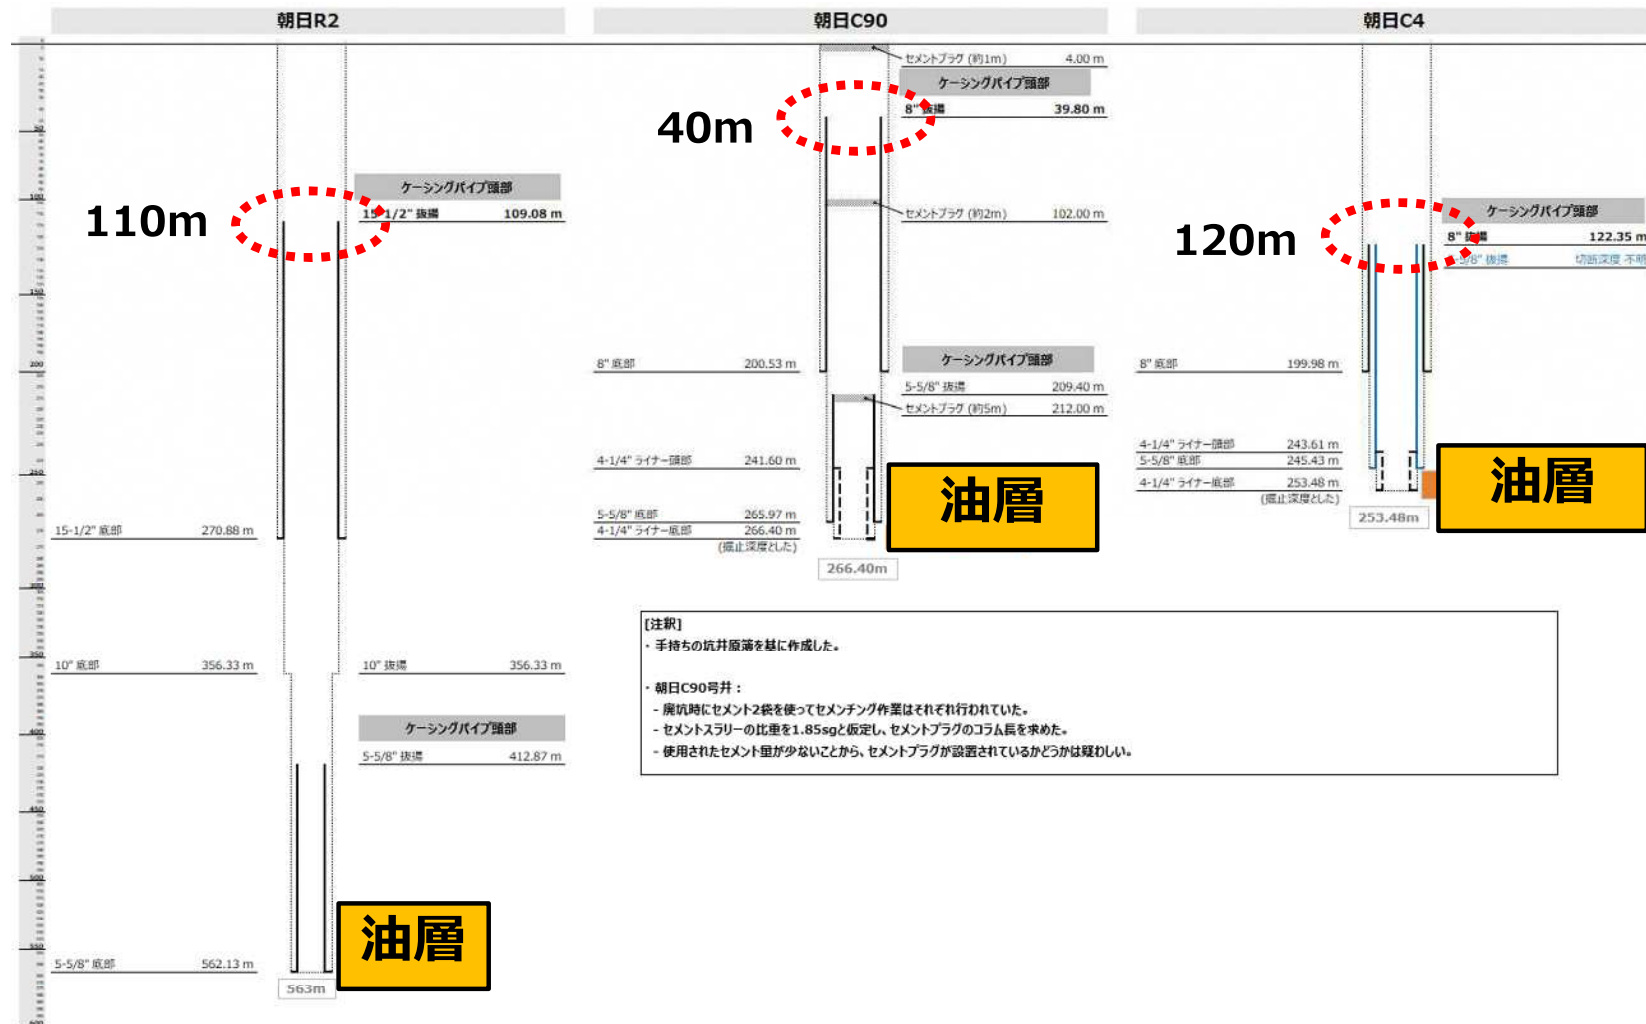 朝日R2
朝日C90
朝日C4
セメントプラグ (約1m) 4.00 m
ケーシングパイプ頭部
8" 抜揚 39.80 m
40m
50
100
ケーシングパイプ頭部
15-1/2" 抜揚 109.08 m
110m
セメントプラグ (約2m) 102.00 m
ケーシングパイプ頭部
8" 抜揚 122.35 m
5-5/8" 抜揚 切断深度 不明
120m
150
200
8" 底部 200.53 m
ケーシングパイプ頭部
5-5/8" 抜揚 209.40 m
セメントプラグ (約5m) 212.00 m
8" 底部 199.98 m
250
4-1/4" ライナー頭部 241.60 m
5-5/8" 底部 265.97 m
4-1/4" ライナー底部 266.40 m
(掘止深度とした)
266.40m
油層
4-1/4" ライナー頭部 243.61 m
5-5/8" 底部 245.43 m
4-1/4" ライナー底部 253.48 m
(掘止深度とした)
253.48m
油層
15-1/2" 底部 270.88 m
300
350
10" 底部 356.33 m
10" 抜揚 356.33 m
400
ケーシングパイプ頭部
5-5/8" 抜揚 412.87 m
450
500
550
5-5/8" 底部 562.13 m
563m
油層
600
[注釈]
・手持ちの坑井原簿を基に作成した。
・朝日C90号井：
- 廃坑時にセメント2袋を使ってセメンチング作業はそれぞれ行われていた。
- セメントスラリーの比重を1.85sgと仮定し、セメントプラグのコラム長を求めた。
- 使用されたセメント量が少ないことから、セメントプラグが設置されているかどうかは疑わしい。